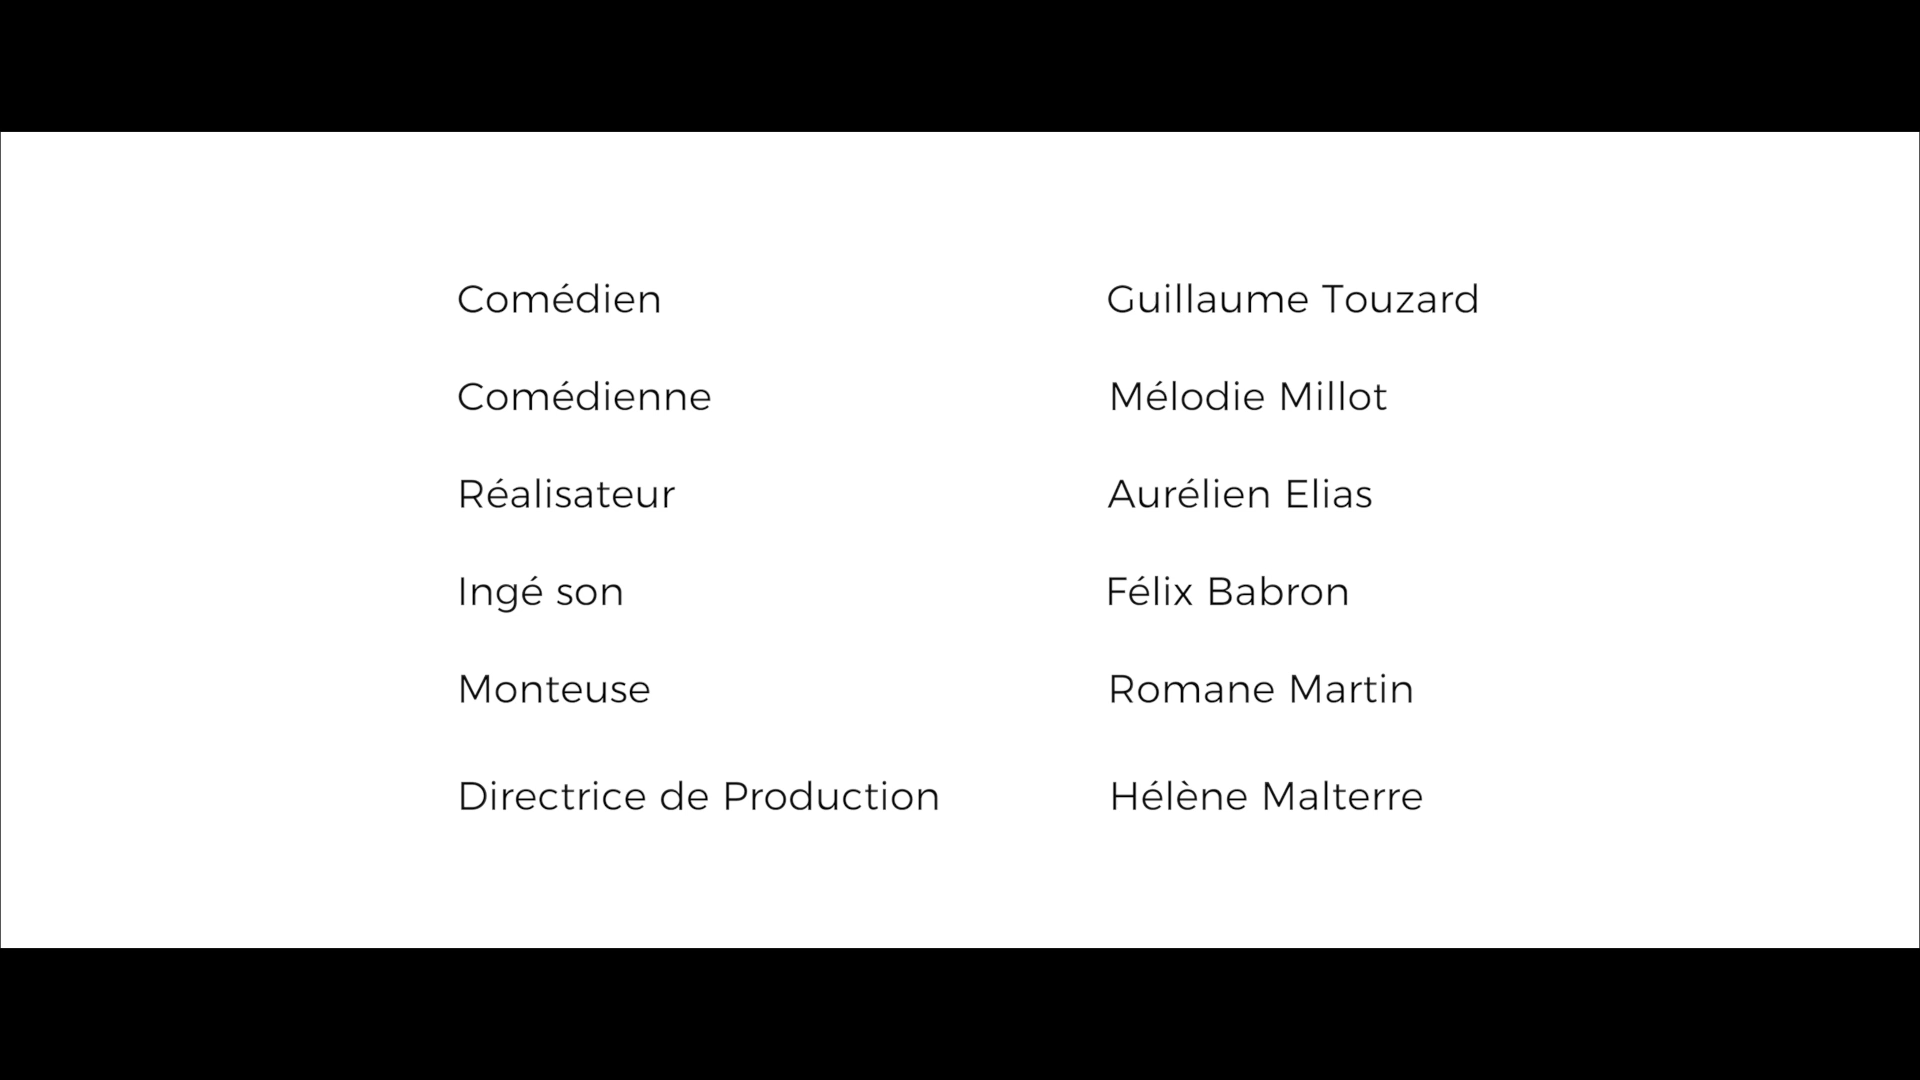 Comédien Guillaume Touzard
Comédienne Mélodie Millot
Réalisateur Aurélien Elias
Ingé son Félix Babron
Monteuse Romane Martin
Directrice de Production Hélène Malterre